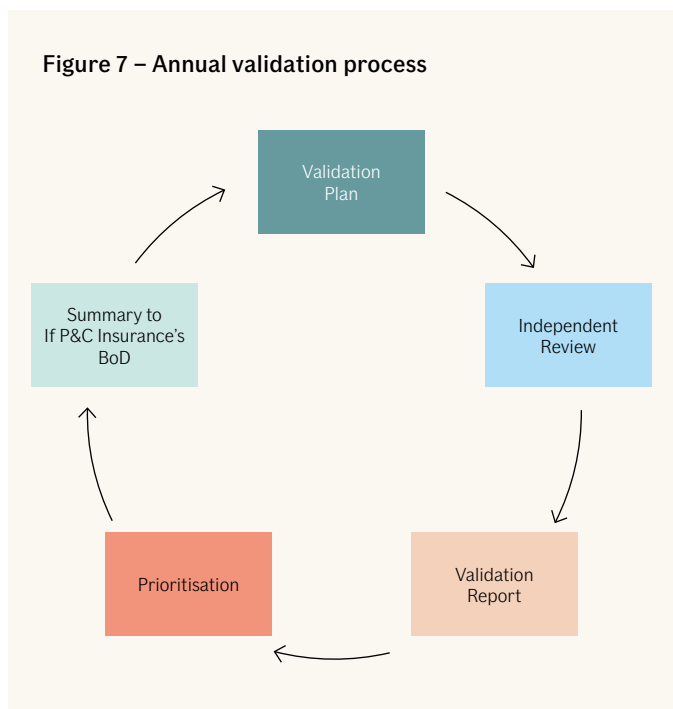 Figure 7 – Annual validation process
Validation
Plan
Independent
Review
Validation
Report
Prioritisation
Summary to
If P&C Insurance's
BoD